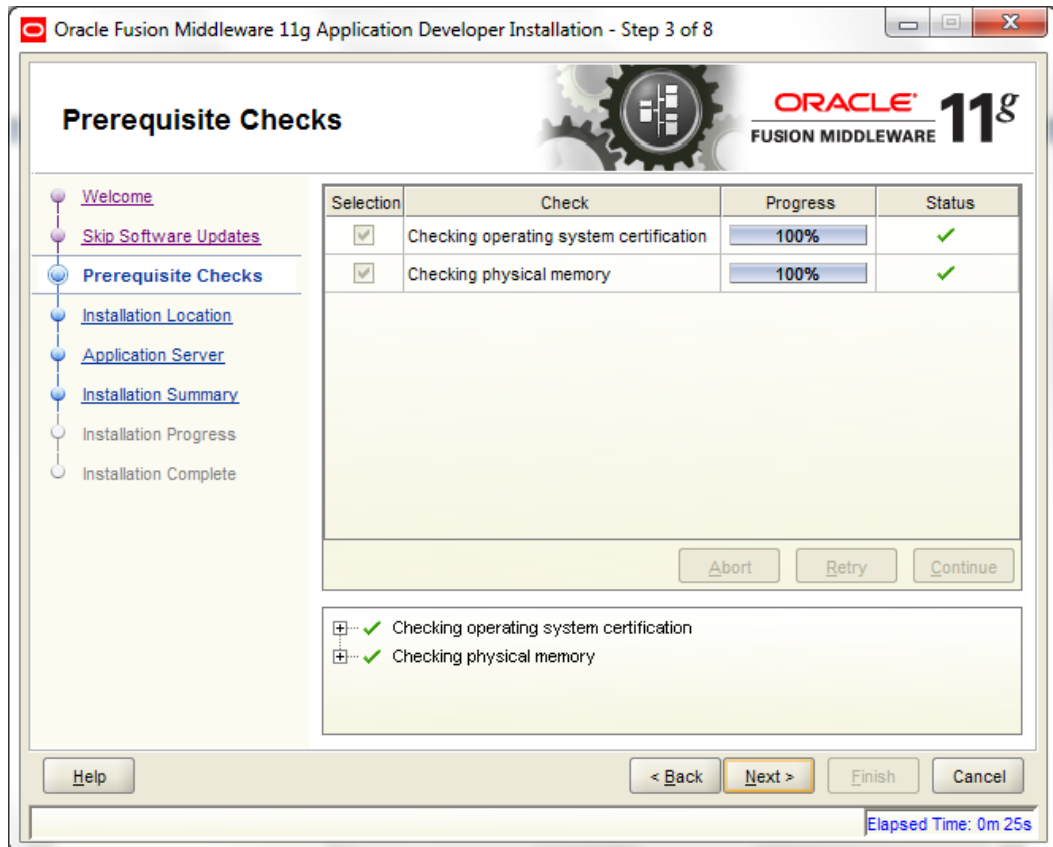 Oracle Fusion Middleware 11g Application Developer Installation - Step 3 of 8
Prerequisite Checks
ORACLE
FUSION MIDDLEWARE 11g
Welcome
Skip Software Updates
Prerequisite Checks
Installation Location
Application Server
Installation Summary
Installation Progress
Installation Complete
Selection Check Progress Status
Checking operating system certification 100%
Checking physical memory 100%
Abort Retry Continue
Checking operating system certification
Checking physical memory
Help < Back Next > Finish Cancel
Elapsed Time: 0m 25s